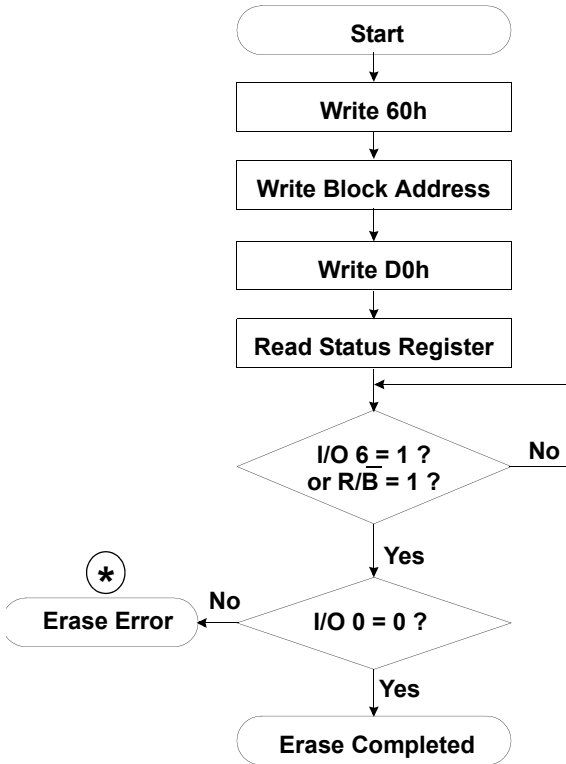 Start
Write 60h
Write Block Address
Write D0h
Read Status Register
I/O 6 = 1 ?
or R/B̅ = 1 ?
No
Yes
*
No
Erase Error
I/O 0 = 0 ?
Yes
Erase Completed